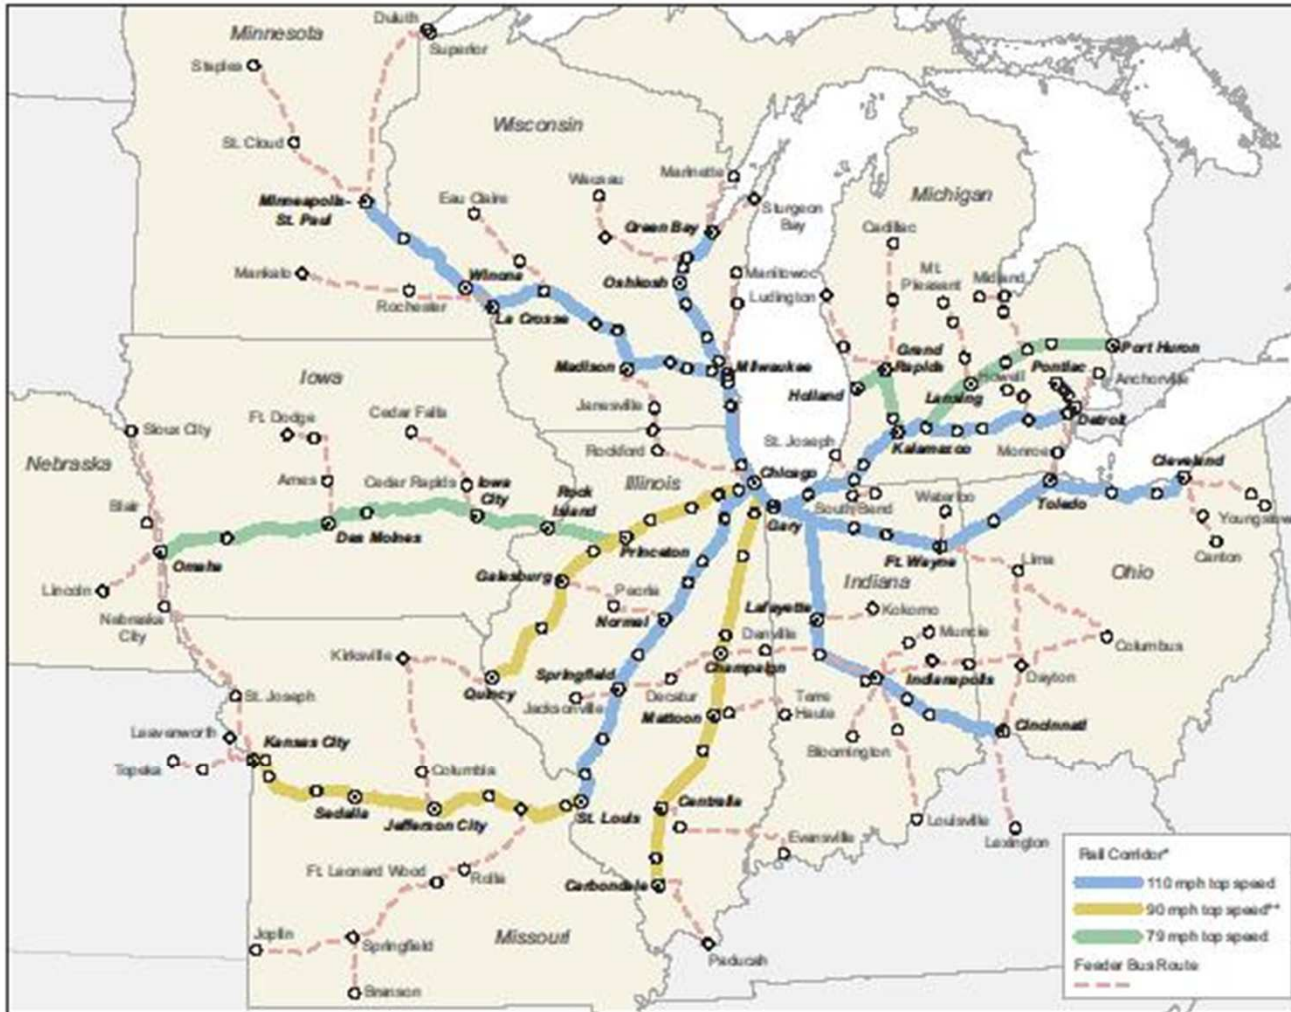 Duluth
Minnesota
Superior
Staples
Wisconsin
St. Cloud
Marinette
Wausau
Michigan
Minneapolis-
St. Paul
Eau Claire
Sturgeon
Bay
Green Bay
Cadillac
Mankato
Winona
Oshkosh
Manitowoc
Mt.
Pleasant
Midland
Ludington
Rochester
La Crosse
Grand
Rapids
Port Huron
Madison
Milwaukee
Pontiac
Iowa
Holland
Lansing
Howell
Anchorville
Janesville
Ft. Dodge
Cedar Falls
Detroit
Sioux City
St. Joseph
Kalamazoo
Rockford
Monroe
Nebraska
Chicago
Cleveland
Ames
Cedar Rapids
Iowa
City
Rock
Island
Illinois
Waterloo
Toledo
Blair
South Bend
Gary
Youngstown
Des Moines
Princeton
Canton
Omaha
Ft. Wayne
Lima
Galesburg
Indiana
Ohio
Lincoln
Peoria
Lafayette
Kokomo
Nebraska
City
Normal
Danville
Muncie
Columbus
Kirksville
Springfield
Champaign
Indianapolis
Dayton
Quincy
Jacksonville
Decatur
St. Joseph
Mattoon
Terre
Haute
Cincinnati
Leavenworth
Kansas City
Bloomington
Topeka
Columbia
Sedalia
Jefferson City
St. Louis
Centralia
Louisville
Evansville
Lexington
Ft. Leonard Wood
Rolla
Carbondale
Joplin
Springfield
Missouri
Paducah
Branson
Rail Corridor*
110 mph top speed
90 mph top speed**
79 mph top speed
Feeder Bus Route